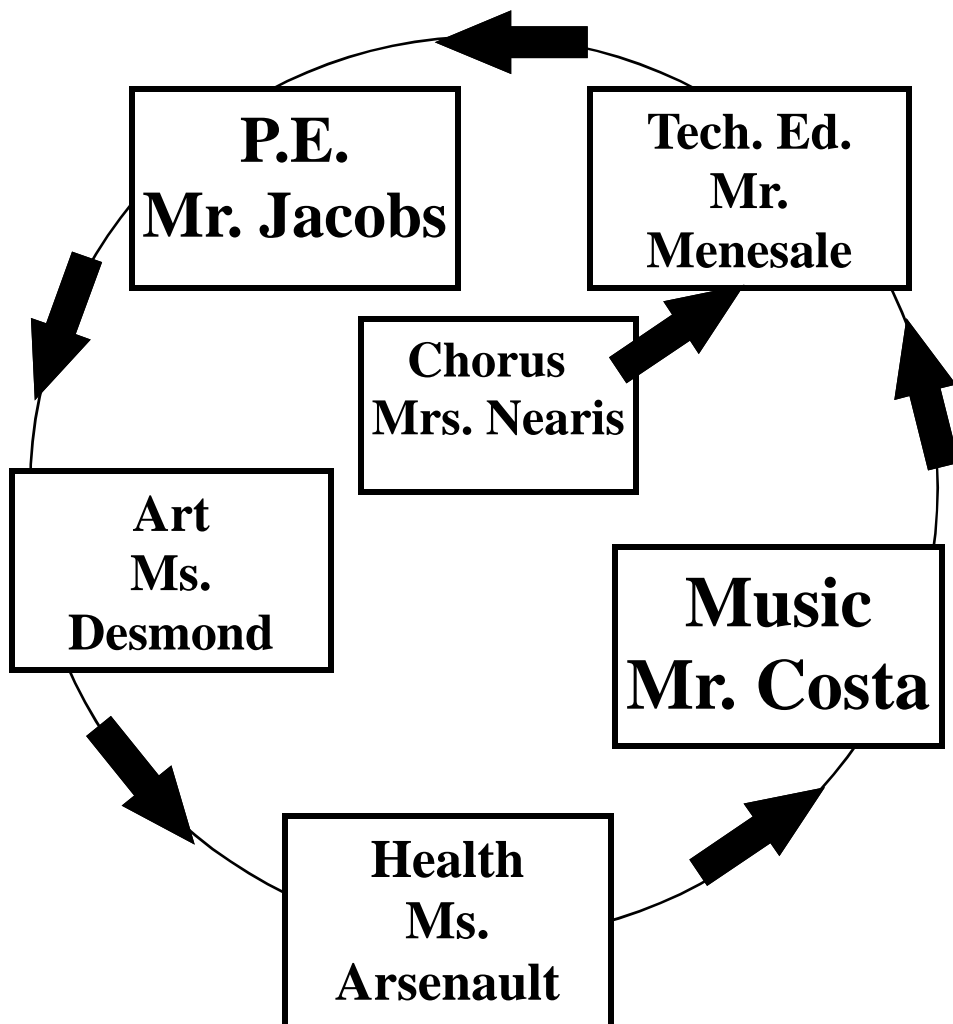 P.E.
Mr. Jacobs
Tech. Ed.
Mr.
Menesale
Chorus
Mrs. Nearis
Art
Ms.
Desmond
Music
Mr. Costa
Health
Ms.
Arsenault